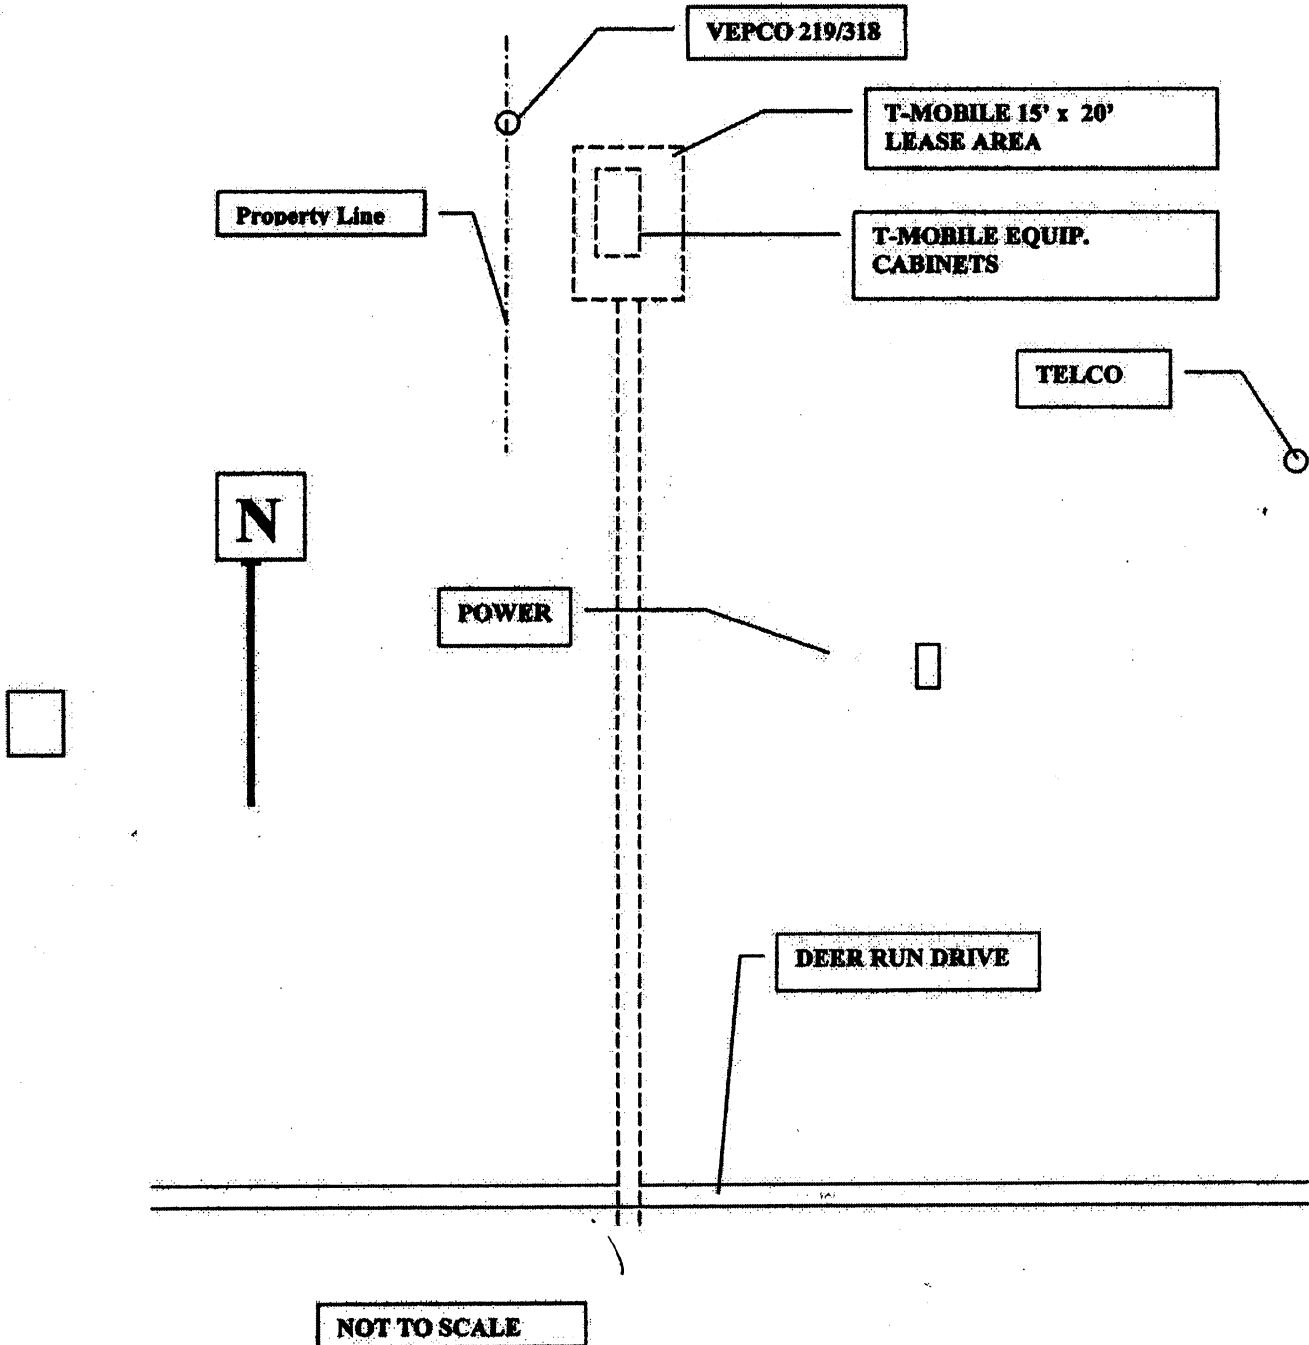 VEPCO 219/318
T-MOBILE 15' x 20'
LEASE AREA
Property Line
T-MOBILE EQUIP.
CABINETS
TELCO
N
POWER
DEER RUN DRIVE
NOT TO SCALE